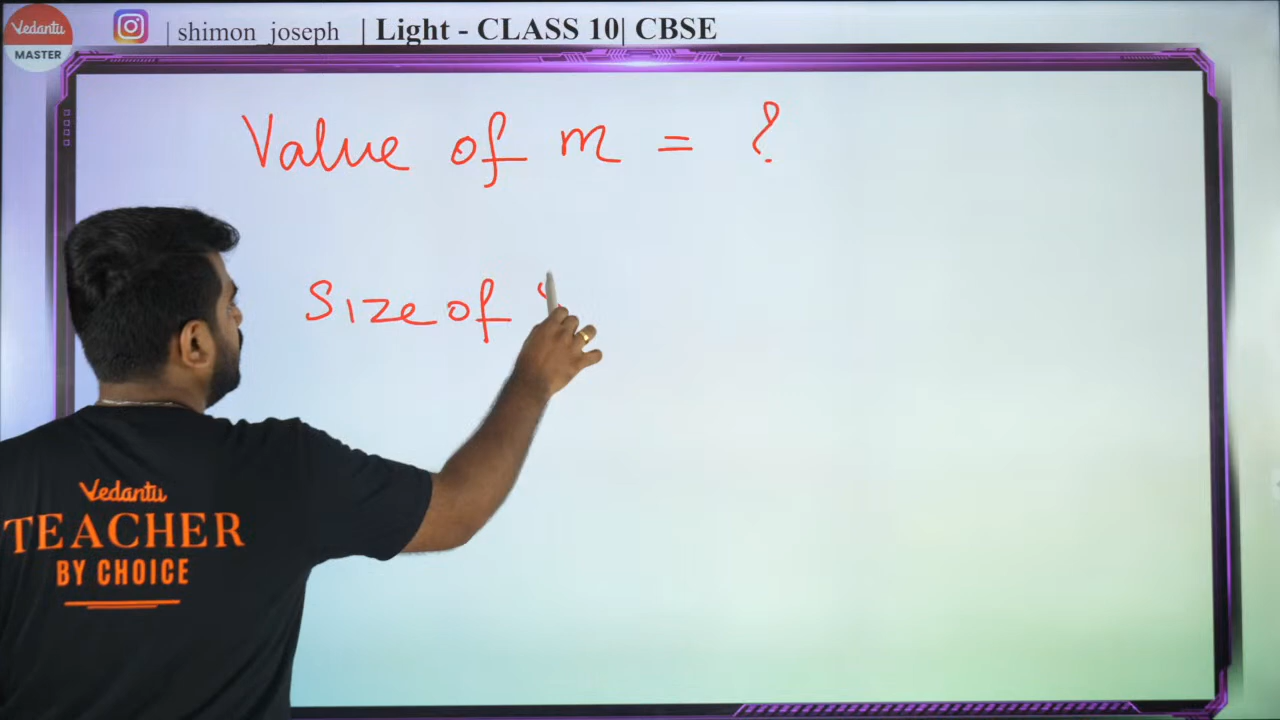 Vedantu
MASTER
| shimon_joseph | Light - CLASS 10| CBSE
Value of m = ?
Size of
Vedantu
TEACHER
BY CHOICE